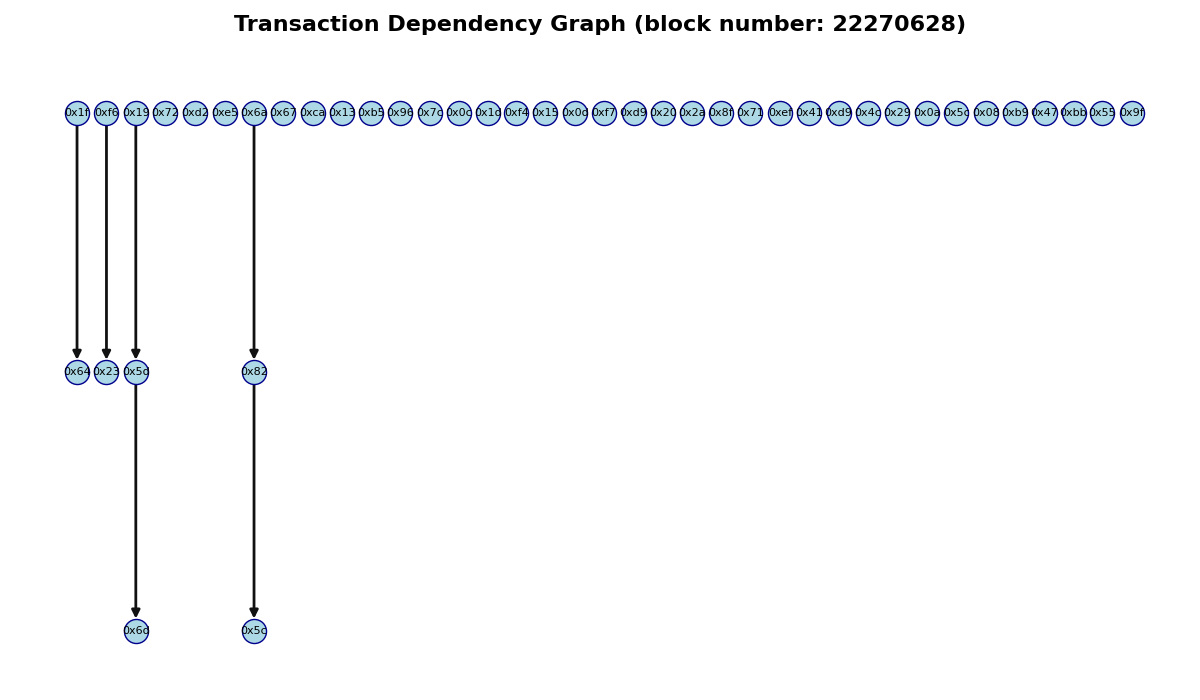 Transaction Dependency Graph (block number: 22270628)
0x1f 0xf6 0x19 0x72 0xd2 0xe5 0x6a 0x67 0xca 0x13 0xb5 0x96 0x7c 0x0c 0x1d 0xf4 0x15 0x0d 0xf7 0xd9 0x20 0x2a 0x8f 0x71 0xef 0x41 0xd9 0x4c 0x29 0x0a 0x5c 0x08 0xb9 0x47 0xbb 0x55 0x9f
0x64 0x23 0x5d 0x82
0x6d 0x5c